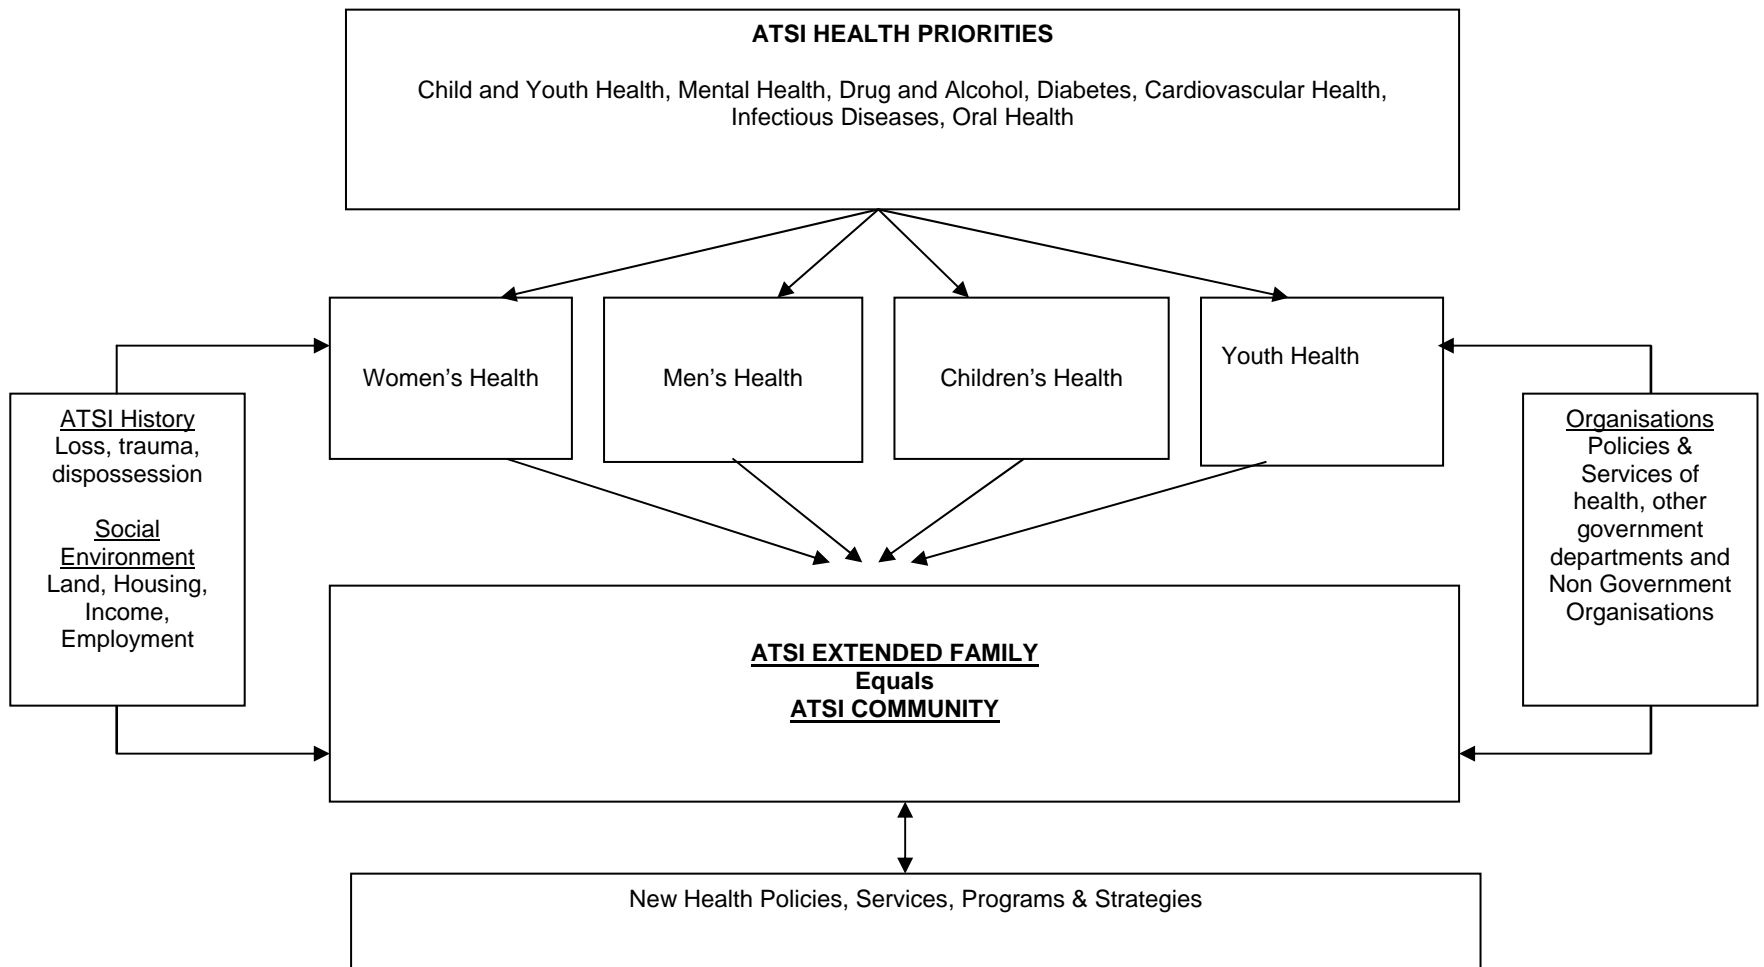 ATSI HEALTH PRIORITIES
Child and Youth Health, Mental Health, Drug and Alcohol, Diabetes, Cardiovascular Health,
Infectious Diseases, Oral Health
Women’s Health
Men’s Health
Children’s Health
Youth Health
ATSI History
Loss, trauma,
dispossession
Social
Environment
Land, Housing,
Income,
Employment
Organisations
Policies &
Services of
health, other
government
departments and
Non Government
Organisations
ATSI EXTENDED FAMILY
Equals
ATSI COMMUNITY
New Health Policies, Services, Programs & Strategies